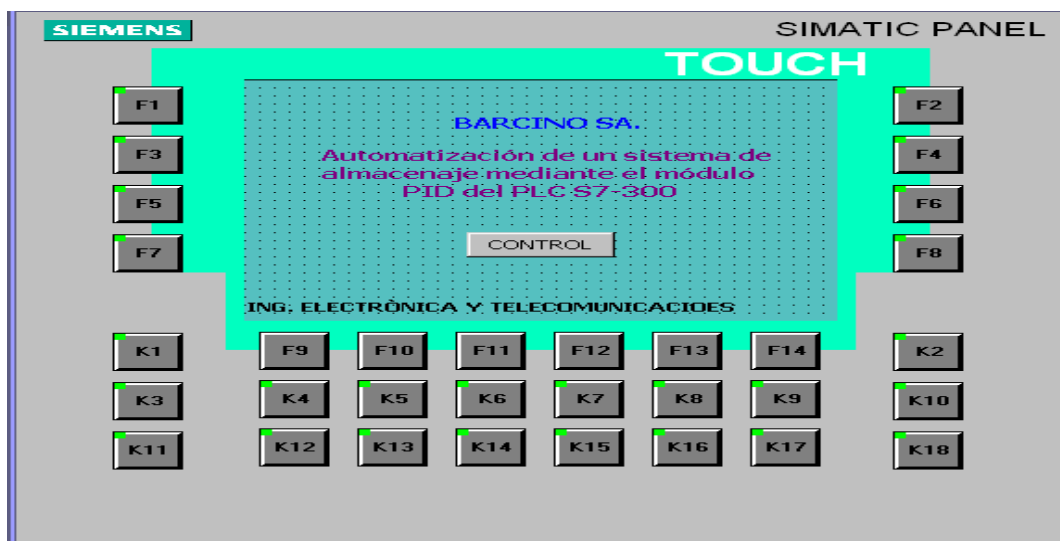 SIEMENS
SIMATIC PANEL
TOUCH
F1
F2
BARCINO SA.
F3
F4
Automatización de un sistema de
almacenaje mediante el módulo
PID del PLC S7-300
F5
F6
CONTROL
F7
F8
ING. ELECTRÒNICA Y TELECOMUNICACIOES
K1
F9
F10
F11
F12
F13
F14
K2
K3
K4
K5
K6
K7
K8
K9
K10
K11
K12
K13
K14
K15
K16
K17
K18